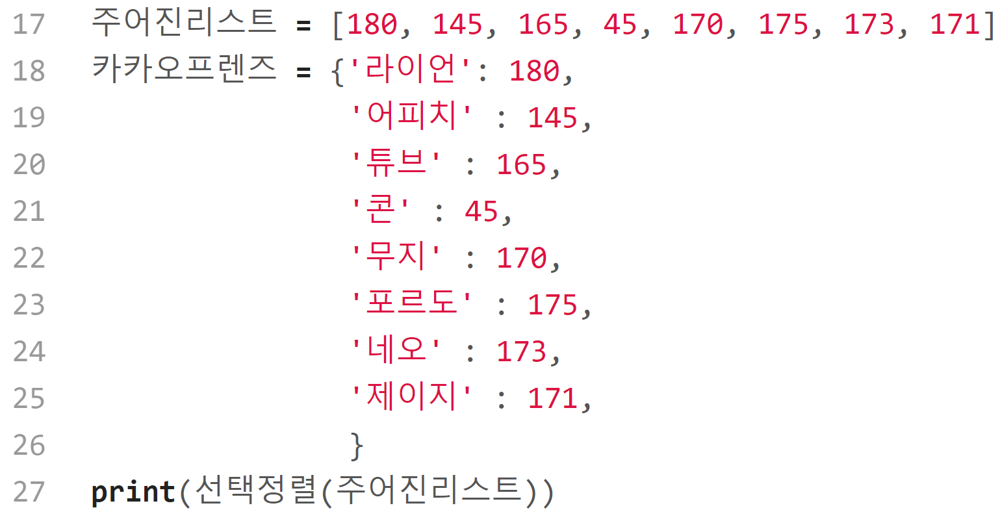 17 주어진리스트 = [180, 145, 165, 45, 170, 175, 173, 171]
18 카카오프렌즈 = {'라이언': 180,
19 '어피치' : 145,
20 '튜브' : 165,
21 '콘' : 45,
22 '무지' : 170,
23 '포르도' : 175,
24 '네오' : 173,
25 '제이지' : 171,
26 }
27 print(선택정렬(주어진리스트))